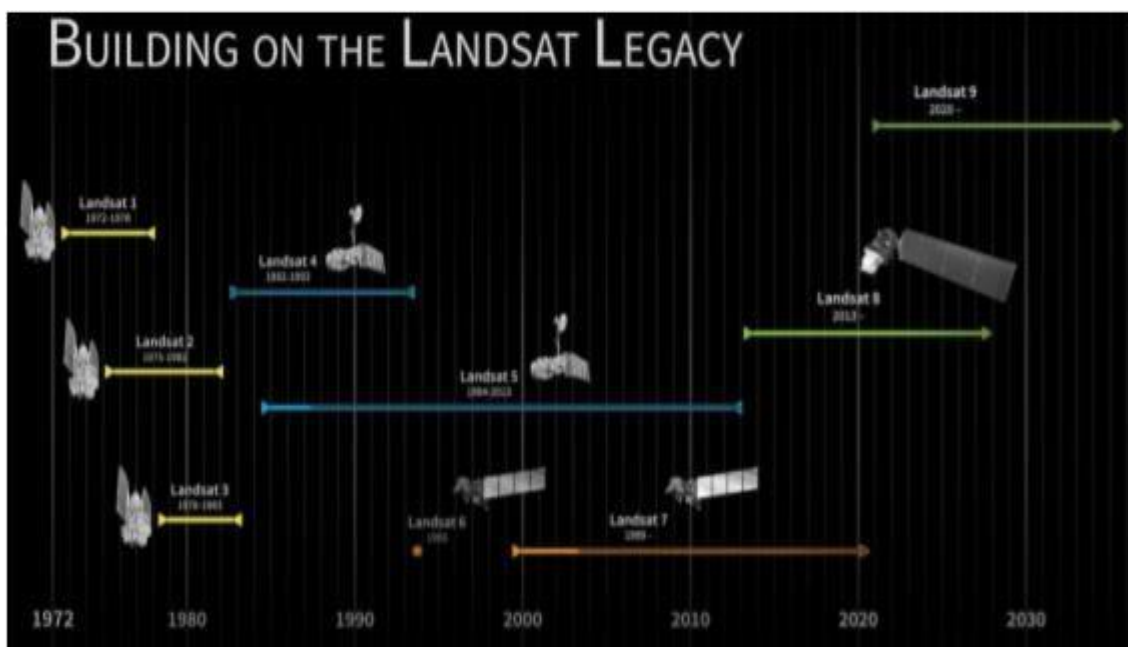 BUILDING ON THE LANDSAT LEGACY
Landsat 9
2020 -
Landsat 1
1972-1978
Landsat 4
1982-1993
Landsat 8
2013 -
Landsat 2
1975-1982
Landsat 5
1984-2013
Landsat 3
1978-1983
Landsat 6
1993
Landsat 7
1999 -
1972
1980
1990
2000
2010
2020
2030